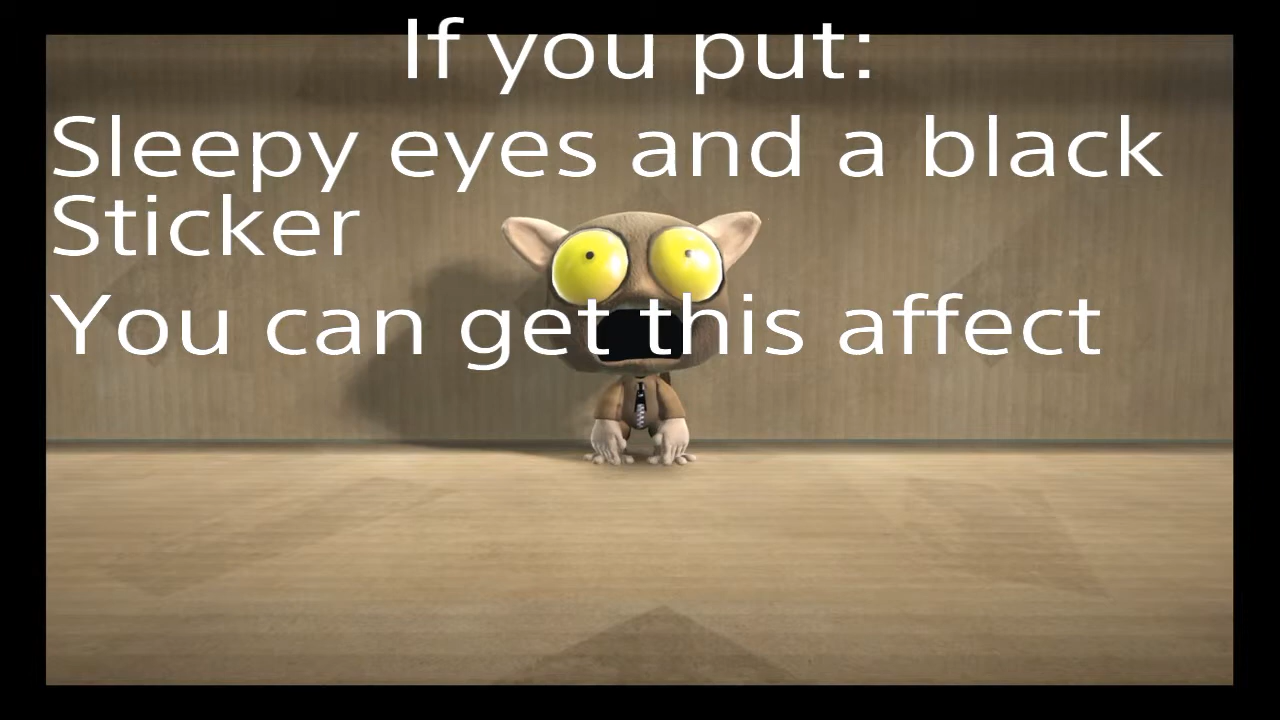 If you put:
Sleepy eyes and a black
Sticker
You can get this affect